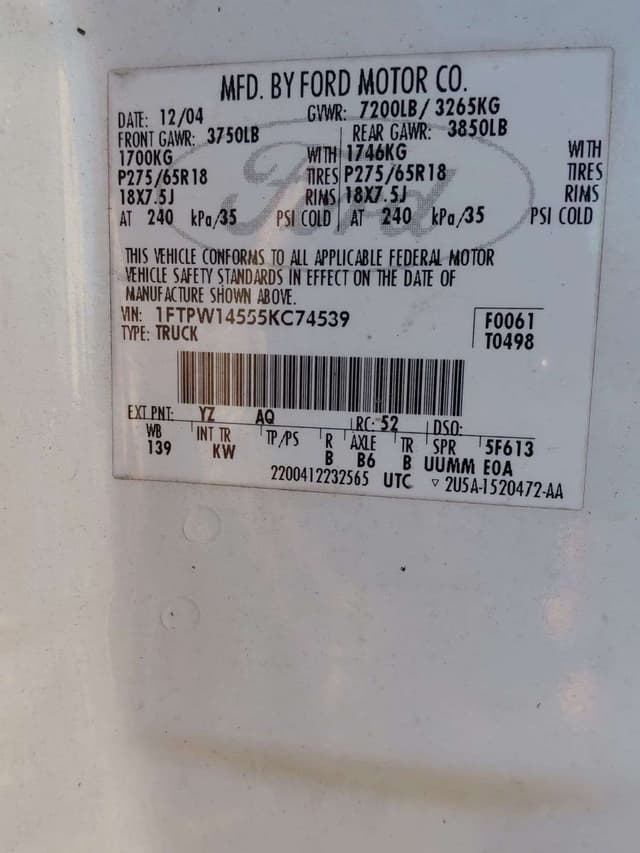 MFD. BY FORD MOTOR CO.
DATE: 12/04 GVWR: 7200LB/ 3265KG
FRONT GAWR: 3750LB REAR GAWR: 3850LB
1700KG WITH 1746KG WITH
P275/65R18 TIRES P275/65R18 TIRES
18X7.5J RIMS 18X7.5J RIMS
AT 240 kPa/35 PSI COLD AT 240 kPa/35 PSI COLD
Ford
THIS VEHICLE CONFORMS TO ALL APPLICABLE FEDERAL MOTOR
VEHICLE SAFETY STANDARDS IN EFFECT ON THE DATE OF
MANUFACTURE SHOWN ABOVE.
VIN: 1FTPW14555KC74539 F0061
TYPE: TRUCK T0498
EXT PNT: YZ AQ RC: 52 DSO:
WB INT TR TP/PS R AXLE TR SPR 5F613
139 KW B B6 B UUMM E0A
2200412232565 UTC ▽ 2U5A-1520472-AA